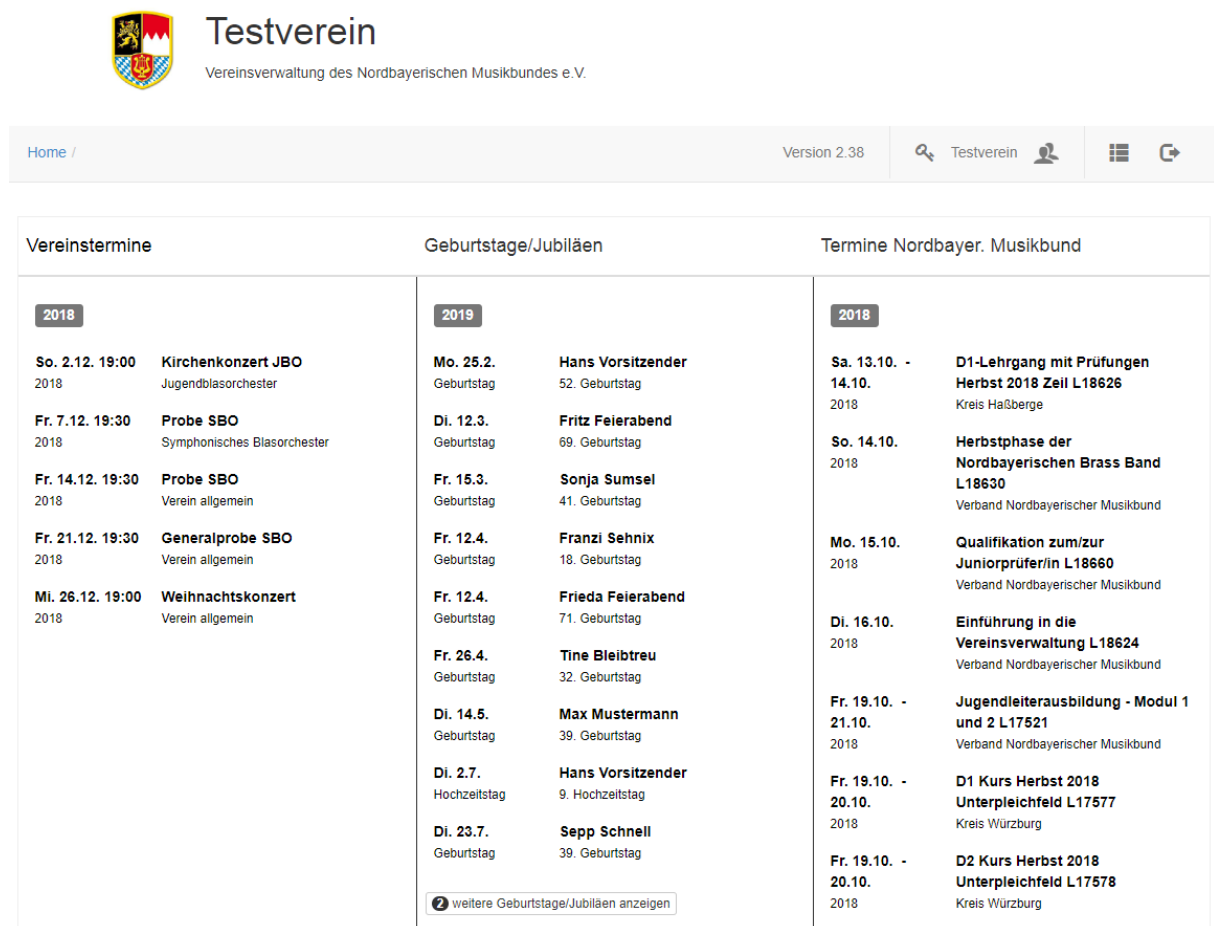 Testverein
Vereinsverwaltung des Nordbayerischen Musikbundes e.V.
Home /
Version 2.38
Testverein
Vereinstermine
2018
So. 2.12. 19:00 Kirchenkonzert JBO
2018 Jugendblasorchester
Fr. 7.12. 19:30 Probe SBO
2018 Symphonisches Blasorchester
Fr. 14.12. 19:30 Probe SBO
2018 Verein allgemein
Fr. 21.12. 19:30 Generalprobe SBO
2018 Verein allgemein
Mi. 26.12. 19:00 Weihnachtskonzert
2018 Verein allgemein
Geburtstage/Jubiläen
2019
Mo. 25.2. Hans Vorsitzender
Geburtstag 52. Geburtstag
Di. 12.3. Fritz Feierabend
Geburtstag 69. Geburtstag
Fr. 15.3. Sonja Sumsel
Geburtstag 41. Geburtstag
Fr. 12.4. Franzi Sehnix
Geburtstag 18. Geburtstag
Fr. 12.4. Frieda Feierabend
Geburtstag 71. Geburtstag
Fr. 26.4. Tine Bleibtreu
Geburtstag 32. Geburtstag
Di. 14.5. Max Mustermann
Geburtstag 39. Geburtstag
Di. 2.7. Hans Vorsitzender
Hochzeitstag 9. Hochzeitstag
Di. 23.7. Sepp Schnell
Geburtstag 39. Geburtstag
2 weitere Geburtstage/Jubiläen anzeigen
Termine Nordbayer. Musikbund
2018
Sa. 13.10. - D1-Lehrgang mit Prüfungen
14.10. Herbst 2018 Zeil L18626
2018 Kreis Haßberge
So. 14.10. Herbstphase der
2018 Nordbayerischen Brass Band
L18630
Verband Nordbayerischer Musikbund
Mo. 15.10. Qualifikation zum/zur
2018 Juniorprüfer/in L18660
Verband Nordbayerischer Musikbund
Di. 16.10. Einführung in die
2018 Vereinsverwaltung L18624
Verband Nordbayerischer Musikbund
Fr. 19.10. - Jugendleiterausbildung - Modul 1
21.10. und 2 L17521
2018 Verband Nordbayerischer Musikbund
Fr. 19.10. - D1 Kurs Herbst 2018
20.10. Unterpleichfeld L17577
2018 Kreis Würzburg
Fr. 19.10. - D2 Kurs Herbst 2018
20.10. Unterpleichfeld L17578
2018 Kreis Würzburg